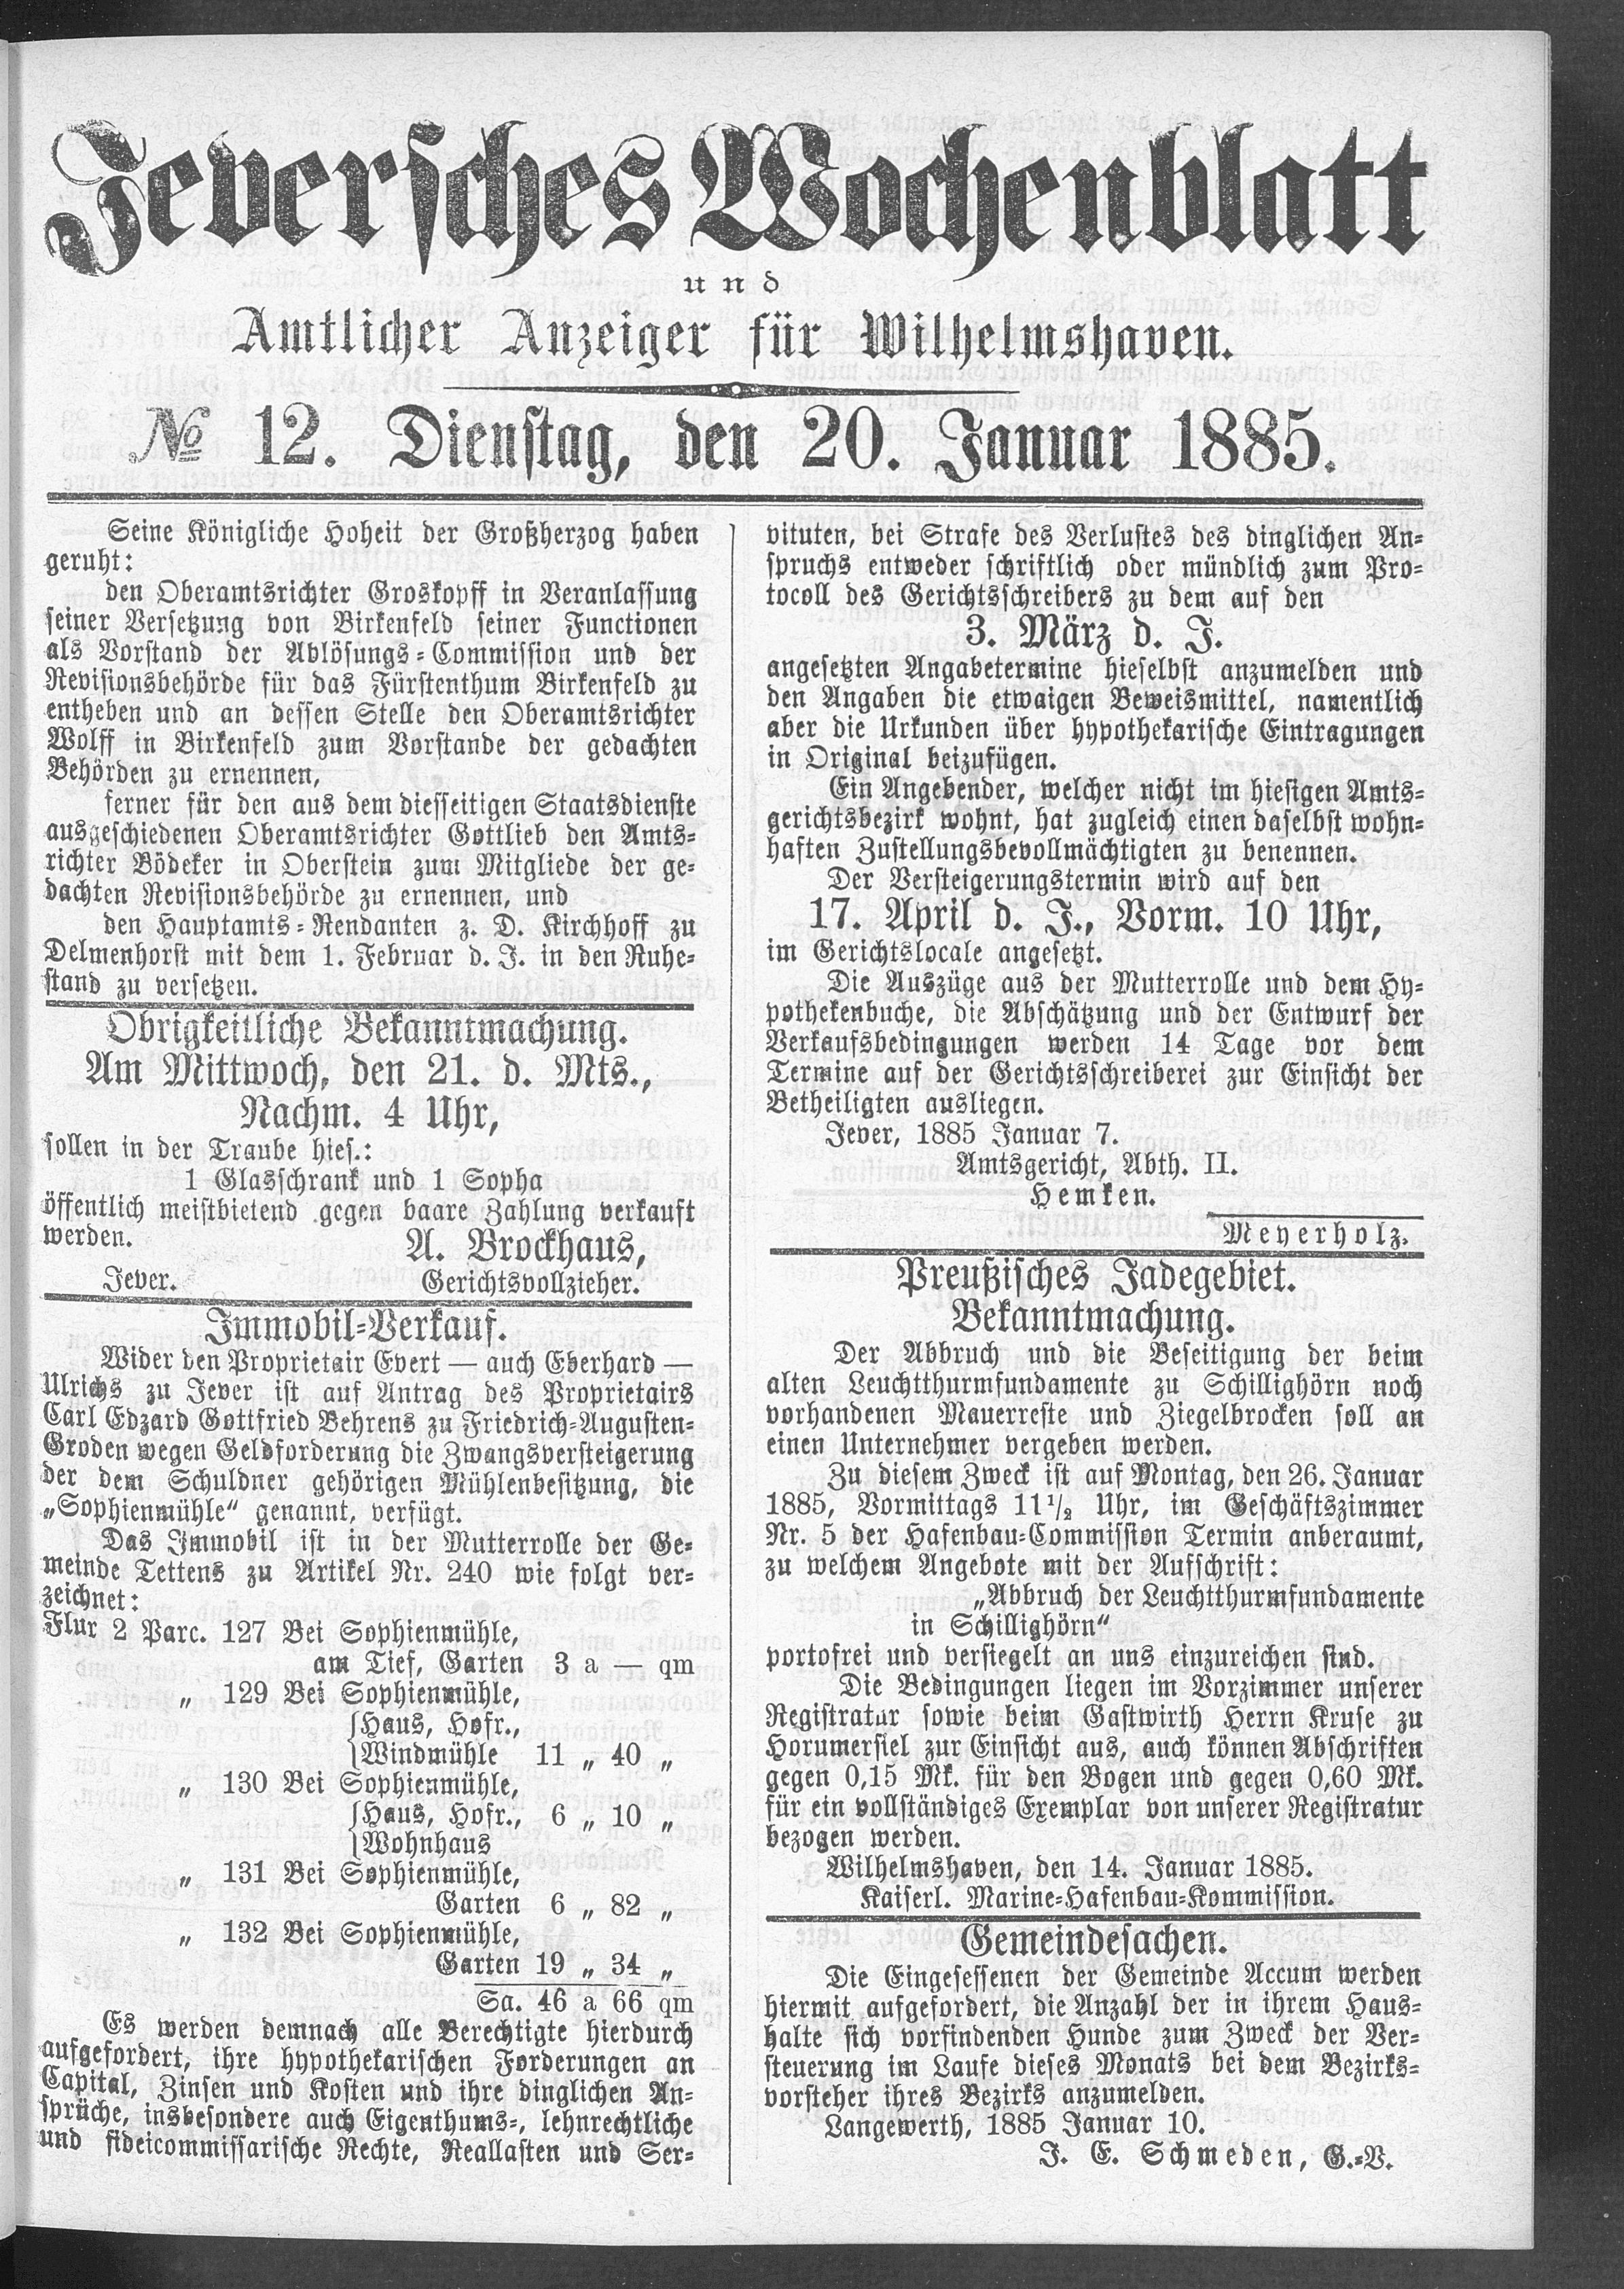 Jeversches Wochenblatt
und
Amtlicher Anzeiger für Wilhelmshaven.
№ 12. Dienstag, den 20. Januar 1885.
Seine Königliche Hoheit der Großherzog haben
geruht:
den Oberamtsrichter Groskopff in Veranlassung
seiner Versetzung von Birkenfeld seiner Functionen
als Vorstand der Ablösungs-Commission und der
Revisionsbehörde für das Fürstenthum Birkenfeld zu
entheben und an dessen Stelle den Oberamtsrichter
Wolff in Birkenfeld zum Vorstande der gedachten
Behörden zu ernennen,
ferner für den aus dem diesseitigen Staatsdienste
ausgeschiedenen Oberamtsrichter Gottlieb den Amts-
richter Bödeker in Oberstein zum Mitgliede der ge-
dachten Revisionsbehörde zu ernennen, und
den Hauptamts-Rendanten z. D. Kirchhoff zu
Delmenhorst mit dem 1. Februar d. J. in den Ruhe-
stand zu versetzen.
Obrigkeitliche Bekanntmachung.
Am Mittwoch, den 21. d. Mts.,
Nachm. 4 Uhr,
sollen in der Traube hies.:
1 Glasschrank und 1 Sopha
öffentlich meistbietend gegen baare Zahlung verkauft
werden. A. Brockhaus,
Jever. Gerichtsvollzieher.
Immobil-Verkauf.
Wider den Proprietair Evert — auch Eberhard —
Ulrichs zu Jever ist auf Antrag des Proprietairs
Carl Edzard Gottfried Behrens zu Friedrich-Augusten-
Groden wegen Geldforderung die Zwangsversteigerung
der dem Schuldner gehörigen Mühlenbesitzung, die
„Sophienmühle“ genannt, verfügt.
Das Immobil ist in der Mutterrolle der Ge-
meinde Tettens zu Artikel Nr. 240 wie folgt ver-
zeichnet:
Flur 2 Parc. 127 Bei Sophienmühle,
am Tief, Garten 3 a — qm
„ 129 Bei Sophienmühle,
{Haus, Hofr.,
{Windmühle 11 „ 40 „
„ 130 Bei Sophienmühle,
{Haus, Hofr., 6 „ 10 „
{Wohnhaus
„ 131 Bei Sophienmühle,
Garten 6 „ 82 „
„ 132 Bei Sophienmühle,
Garten 19 „ 34 „
Sa. 46 a 66 qm
Es werden demnach alle Berechtigte hierdurch
aufgefordert, ihre hypothekarischen Forderungen an
Capital, Zinsen und Kosten und ihre dinglichen An-
sprüche, insbesondere auch Eigenthums-, lehnrechtliche
und fideicommissarische Rechte, Reallasten und Ser-
vituten, bei Strafe des Verlustes des dinglichen An-
spruchs entweder schriftlich oder mündlich zum Pro-
tocoll des Gerichtsschreibers zu dem auf den
3. März d. J.
angesetzten Angabetermine hieselbst anzumelden und
den Angaben die etwaigen Beweismittel, namentlich
aber die Urkunden über hypothekarische Eintragungen
in Original beizufügen.
Ein Angebender, welcher nicht im hiesigen Amts-
gerichtsbezirk wohnt, hat zugleich einen daselbst wohn-
haften Zustellungsbevollmächtigten zu benennen.
Der Versteigerungstermin wird auf den
17. April d. J., Vorm. 10 Uhr,
im Gerichtslocale angesetzt.
Die Auszüge aus der Mutterrolle und dem Hy-
pothekenbuche, die Abschätzung und der Entwurf der
Verkaufsbedingungen werden 14 Tage vor dem
Termine auf der Gerichtsschreiberei zur Einsicht der
Betheiligten ausliegen.
Jever, 1885 Januar 7.
Amtsgericht, Abth. II.
Hemken.
Meyerholz.
Preußisches Jadegebiet.
Bekanntmachung.
Der Abbruch und die Beseitigung der beim
alten Leuchtthurmfundamente zu Schillighörn noch
vorhandenen Mauerreste und Ziegelbrocken soll an
einen Unternehmer vergeben werden.
Zu diesem Zweck ist auf Montag, den 26. Januar
1885, Vormittags 11½ Uhr, im Geschäftszimmer
Nr. 5 der Hafenbau-Commission Termin anberaumt,
zu welchem Angebote mit der Aufschrift:
„Abbruch der Leuchtthurmfundamente
in Schillighörn“
portofrei und versiegelt an uns einzureichen sind.
Die Bedingungen liegen im Vorzimmer unserer
Registratur sowie beim Gastwirth Herrn Kruse zu
Horumersiel zur Einsicht aus, auch können Abschriften
gegen 0,15 Mk. für den Bogen und gegen 0,60 Mk.
für ein vollständiges Exemplar von unserer Registratur
bezogen werden.
Wilhelmshaven, den 14. Januar 1885.
Kaiserl. Marine-Hafenbau-Kommission.
Gemeindesachen.
Die Eingesessenen der Gemeinde Accum werden
hiermit aufgefordert, die Anzahl der in ihrem Haus-
halte sich vorfindenden Hunde zum Zweck der Ver-
steuerung im Laufe dieses Monats bei dem Bezirks-
vorsteher ihres Bezirks anzumelden.
Langewerth, 1885 Januar 10.
J. E. Schmeden, G.-V.